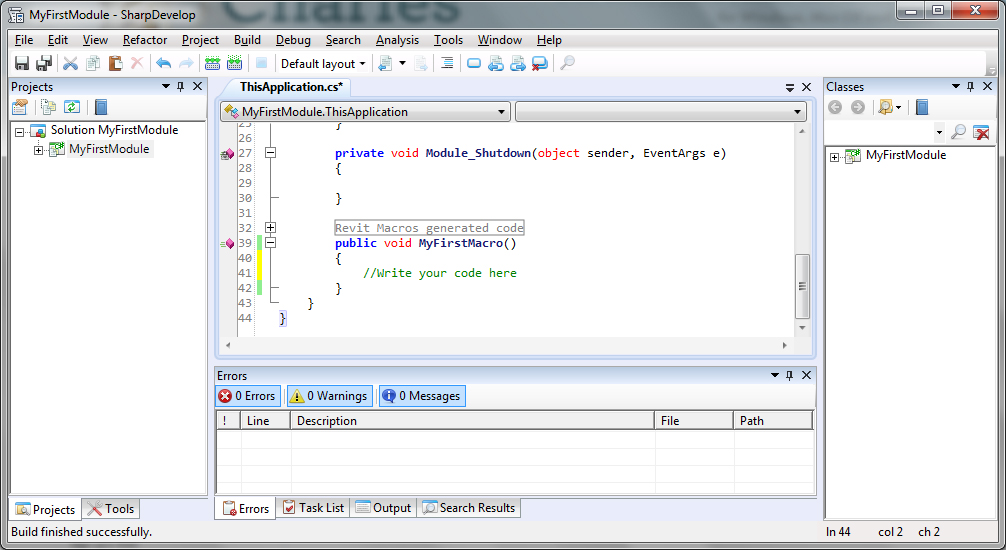 MyFirstModule - SharpDevelop
File Edit View Refactor Project Build Debug Search Analysis Tools Window Help
Default layout
Projects
Solution MyFirstModule
MyFirstModule
Projects Tools
ThisApplication.cs*
MyFirstModule.ThisApplication
25 }
26
27 private void Module_Shutdown(object sender, EventArgs e)
28 {
29
30 }
31
32 Revit Macros generated code
39 public void MyFirstMacro()
40 {
41 //Write your code here
42 }
43 }
44 }
Errors
0 Errors 0 Warnings 0 Messages
! Line Description File Path
Errors Task List Output Search Results
Classes
MyFirstModule
Build finished successfully. ln 44 col 2 ch 2